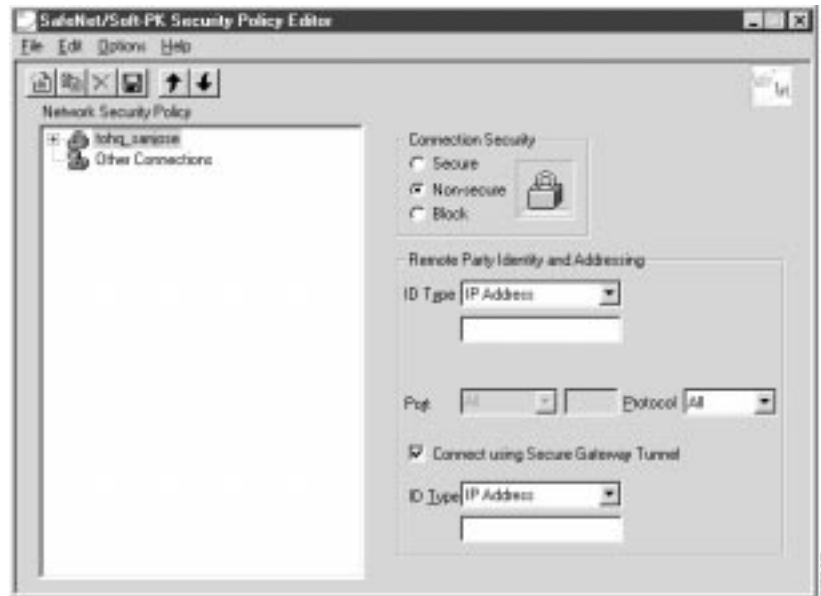 SafeNet/Soft-PK Security Policy Editor
File Edit Options Help
Network Security Policy
tohq_sanjose
Other Connections
Connection Security
Secure
Non-secure
Block
Remote Party Identity and Addressing
ID Type IP Address
Port All Protocol All
Connect using Secure Gateway Tunnel
ID Type IP Address